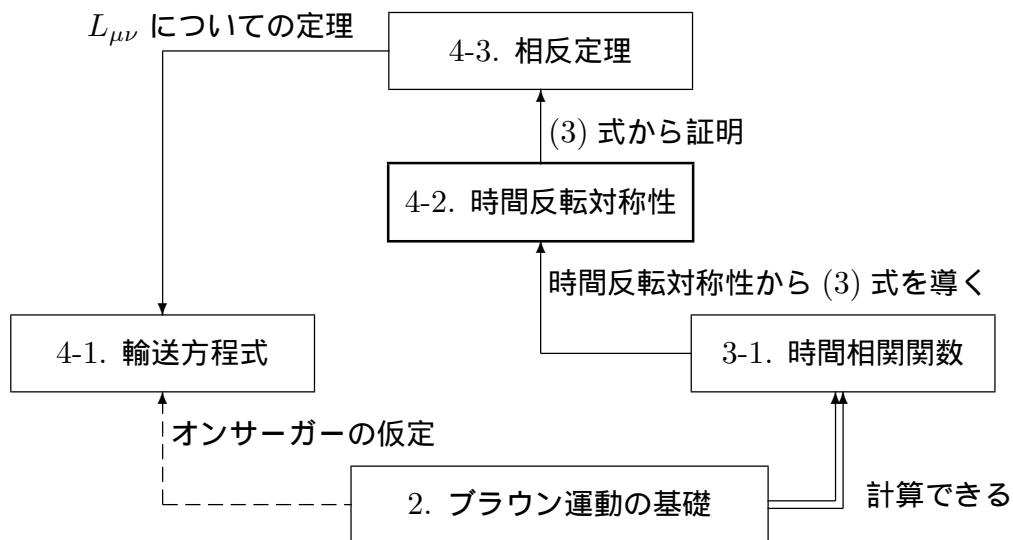 $L_{\mu\nu}$ についての定理
4-3. 相反定理
(3) 式から証明
4-2. 時間反転対称性
時間反転対称性から (3) 式を導く
4-1. 輸送方程式
3-1. 時間相関関数
オンサーガーの仮定
2. ブラウン運動の基礎
計算できる